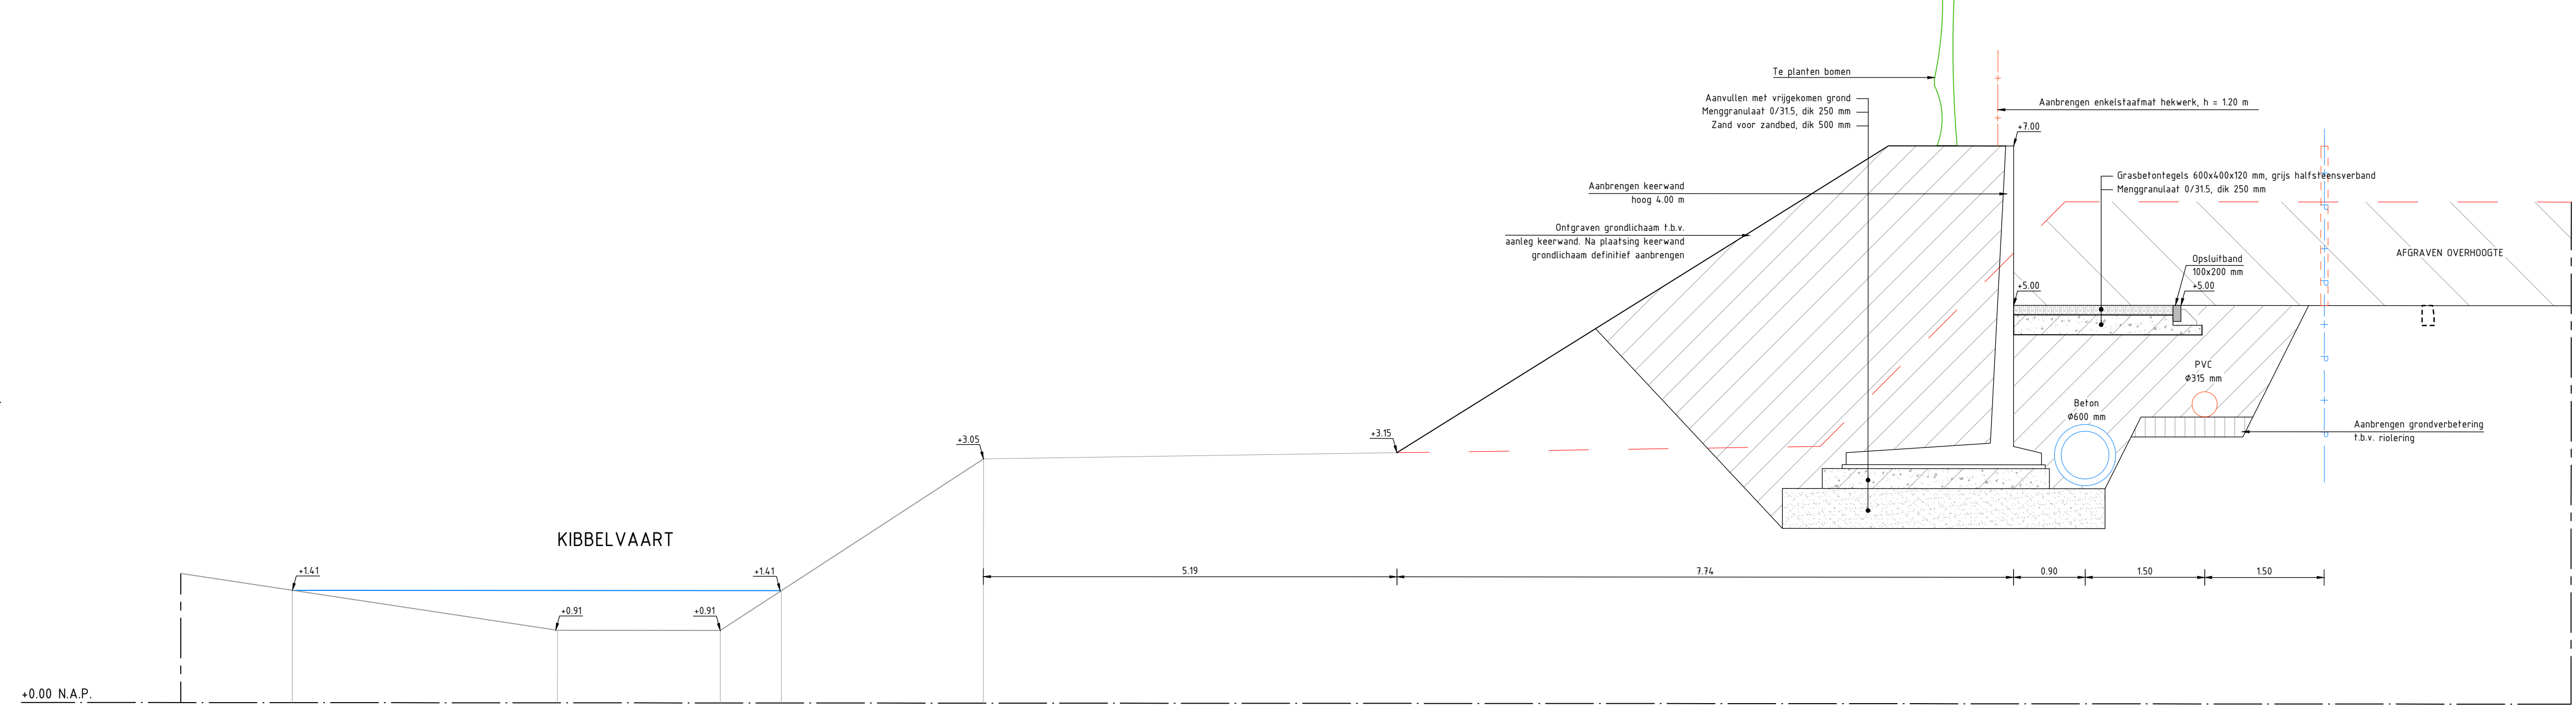 Te planten bomen
Aanvullen met vrijgekomen grond
Menggranulaat 0/31.5, dik 250 mm
Zand voor zandbed, dik 500 mm
Aanbrengen enkelstaafmat hekwerk, h = 1.20 m
+7.00
Grasbetontegels 600x400x120 mm, grijs halfsteensverband
Menggranulaat 0/31.5, dik 250 mm
Aanbrengen keerwand
hoog 4.00 m
Ontgraven grondlichaam t.b.v.
aanleg keerwand. Na plaatsing keerwand
grondlichaam definitief aanbrengen
AFGRAVEN OVERHOOGTE
Opsluitband
100x200 mm
+5.00
+5.00
PVC
Ø315 mm
Beton
Ø600 mm
Aanbrengen grondverbetering
t.b.v. riolering
+3.05
+3.15
KIBBELVAART
+1.41
+1.41
5.19
7.74
0.90
1.50
1.50
+0.91
+0.91
+0.00 N.A.P.
P
P
P
P